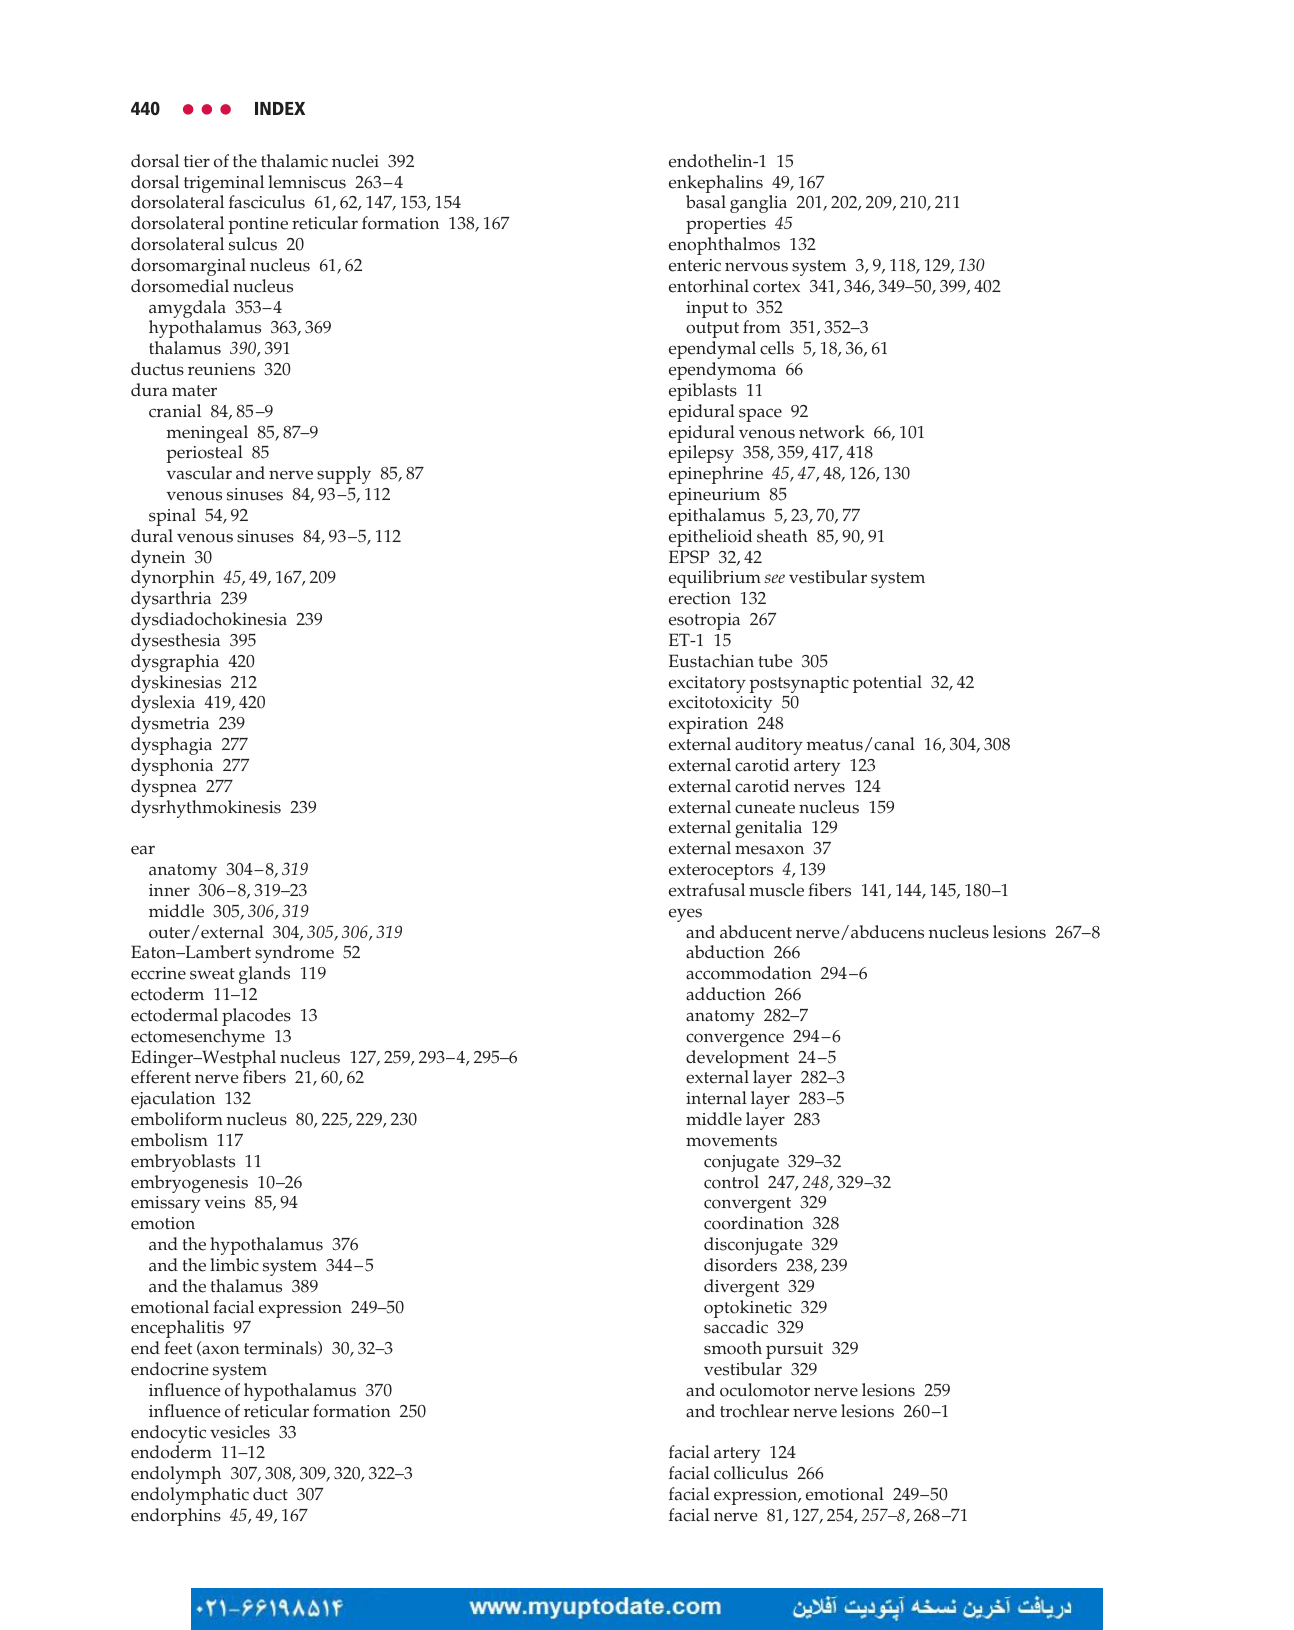 440 ● ● ● INDEX
dorsal tier of the thalamic nuclei 392
dorsal trigeminal lemniscus 263–4
dorsolateral fasciculus 61, 62, 147, 153, 154
dorsolateral pontine reticular formation 138, 167
dorsolateral sulcus 20
dorsomarginal nucleus 61, 62
dorsomedial nucleus
amygdala 353–4
hypothalamus 363, 369
thalamus 390, 391
ductus reuniens 320
dura mater
cranial 84, 85–9
meningeal 85, 87–9
periosteal 85
vascular and nerve supply 85, 87
venous sinuses 84, 93–5, 112
spinal 54, 92
dural venous sinuses 84, 93–5, 112
dynein 30
dynorphin 45, 49, 167, 209
dysarthria 239
dysdiadochokinesia 239
dysesthesia 395
dysgraphia 420
dyskinesias 212
dyslexia 419, 420
dysmetria 239
dysphagia 277
dysphonia 277
dyspnea 277
dysrhythmokinesis 239
ear
anatomy 304–8, 319
inner 306–8, 319–23
middle 305, 306, 319
outer/external 304, 305, 306, 319
Eaton–Lambert syndrome 52
eccrine sweat glands 119
ectoderm 11–12
ectodermal placodes 13
ectomesenchyme 13
Edinger–Westphal nucleus 127, 259, 293–4, 295–6
efferent nerve fibers 21, 60, 62
ejaculation 132
emboliform nucleus 80, 225, 229, 230
embolism 117
embryoblasts 11
embryogenesis 10–26
emissary veins 85, 94
emotion
and the hypothalamus 376
and the limbic system 344–5
and the thalamus 389
emotional facial expression 249–50
encephalitis 97
end feet (axon terminals) 30, 32–3
endocrine system
influence of hypothalamus 370
influence of reticular formation 250
endocytic vesicles 33
endoderm 11–12
endolymph 307, 308, 309, 320, 322–3
endolymphatic duct 307
endorphins 45, 49, 167
endothelin-1 15
enkephalins 49, 167
basal ganglia 201, 202, 209, 210, 211
properties 45
enophthalmos 132
enteric nervous system 3, 9, 118, 129, 130
entorhinal cortex 341, 346, 349–50, 399, 402
input to 352
output from 351, 352–3
ependymal cells 5, 18, 36, 61
ependymoma 66
epiblasts 11
epidural space 92
epidural venous network 66, 101
epilepsy 358, 359, 417, 418
epinephrine 45, 47, 48, 126, 130
epineurium 85
epithalamus 5, 23, 70, 77
epithelioid sheath 85, 90, 91
EPSP 32, 42
equilibrium see vestibular system
erection 132
esotropia 267
ET-1 15
Eustachian tube 305
excitatory postsynaptic potential 32, 42
excitotoxicity 50
expiration 248
external auditory meatus/canal 16, 304, 308
external carotid artery 123
external carotid nerves 124
external cuneate nucleus 159
external genitalia 129
external mesaxon 37
exteroceptors 4, 139
extrafusal muscle fibers 141, 144, 145, 180–1
eyes
and abducent nerve/abducens nucleus lesions 267–8
abduction 266
accommodation 294–6
adduction 266
anatomy 282–7
convergence 294–6
development 24–5
external layer 282–3
internal layer 283–5
middle layer 283
movements
conjugate 329–32
control 247, 248, 329–32
convergent 329
coordination 328
disconjugate 329
disorders 238, 239
divergent 329
optokinetic 329
saccadic 329
smooth pursuit 329
vestibular 329
and oculomotor nerve lesions 259
and trochlear nerve lesions 260–1
facial artery 124
facial colliculus 266
facial expression, emotional 249–50
facial nerve 81, 127, 254, 257–8, 268–71
۰۲۱-۶۶۱۹۸۵۱۴ www.myuptodate.com دریافت آخرین نسخه آپتودیت آفلاین